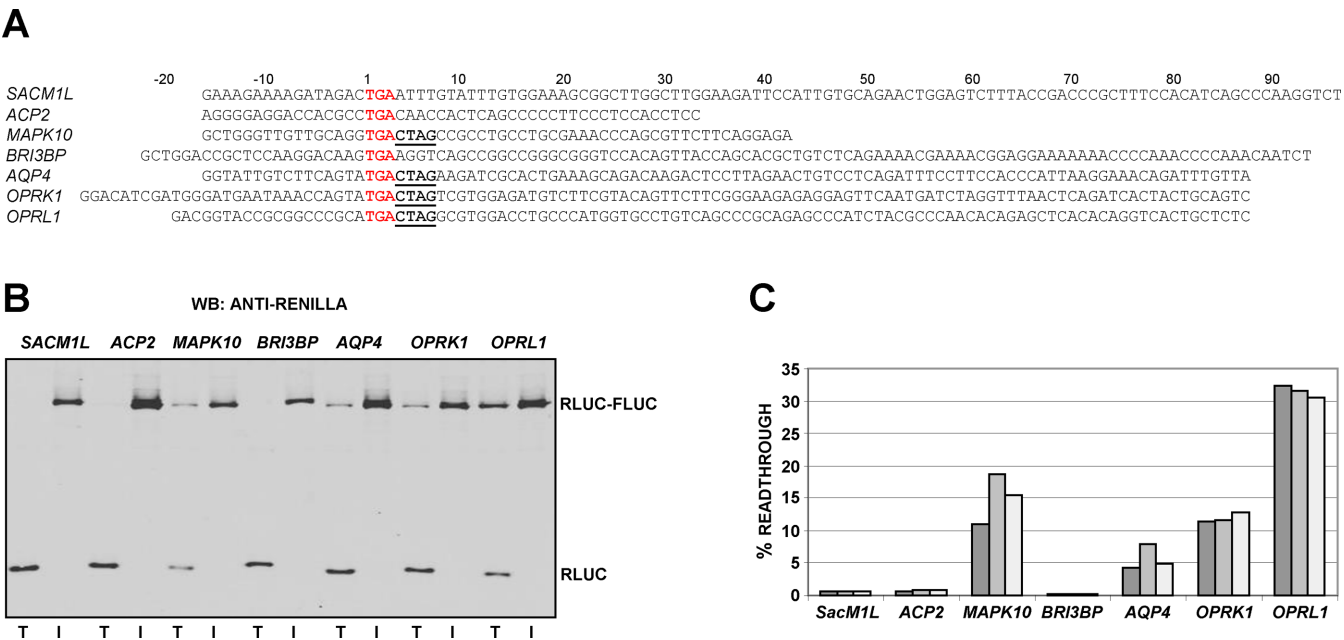 A
-20 -10 1 10 20 30 40 50 60 70 80 90
SACM1L GAAAGAAAAGATAGACTGAATTTGTATTTGTGGAAAGCGGCTTGGCTTGGAAGATTCCATTGTGCAGAACTGGAGTCTTTACCGACCCGCTTTCCACATCAGCCCAAGGTCT
ACP2 AGGGGAGGACCACGCCTGACAACCACTCAGCCCCCTTCCCTCCACCTCC
MAPK10 GCTGGGTTGTTGCAGGTGACTAGCCGCCTGCCTGCGAAACCCAGCGTTCTTCAGGAGA
BRI3BP GCTGGACCGCTCCAAGGACAAGTGAAGGTCAGCCGGCCGGGCGGGTCCACAGTTACCAGCACGCTGTCTCAGAAAACGAAAACGGAGGAAAAAAACCCCAAACCCCAAACAATCT
AQP4 GGTATTGTCTTCAGTATGACTAGAAGATCGCACTGAAAGCAGACAAGACTCCTTAGAACTGTCCTCAGATTTCCTTCCACCCATTAAGGAAACAGATTTGTTA
OPRK1 GGACATCGATGGGATGAATAAACCAGTATGACTAGTCGTGGAGATGTCTTCGTACAGTTCTTCGGGAAGAGAGGAGTTCAATGATCTAGGTTTAACTCAGATCACTACTGCAGTC
OPRL1 GACGGTACCGCGGCCCGCATGACTAGGCGTGGACCTGCCCATGGTGCCTGTCAGCCCGCAGAGCCCATCTACGCCCAACACAGAGCTCACACAGGTCACTGCTCTC
B
WB: ANTI-RENILLA
SACM1L ACP2 MAPK10 BRI3BP AQP4 OPRK1 OPRL1
RLUC-FLUC
RLUC
T I T I T I T I T I T I T I
C
% READTHROUGH
35
30
25
20
15
10
5
0
SacM1L ACP2 MAPK10 BRI3BP AQP4 OPRK1 OPRL1